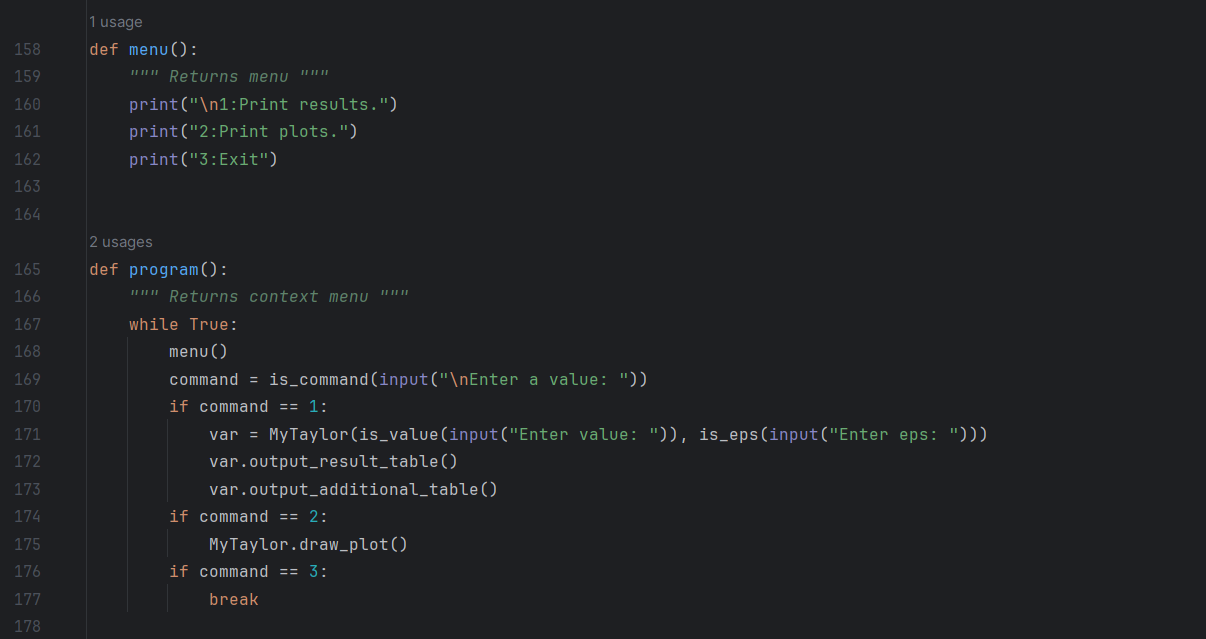 1 usage
158 def menu():
159     """ Returns menu """
160     print("\n1:Print results.")
161     print("2:Print plots.")
162     print("3:Exit")
163
164
2 usages
165 def program():
166     """ Returns context menu """
167     while True:
168         menu()
169         command = is_command(input("\nEnter a value: "))
170         if command == 1:
171             var = MyTaylor(is_value(input("Enter value: ")), is_eps(input("Enter eps: ")))
172             var.output_result_table()
173             var.output_additional_table()
174         if command == 2:
175             MyTaylor.draw_plot()
176         if command == 3:
177             break
178